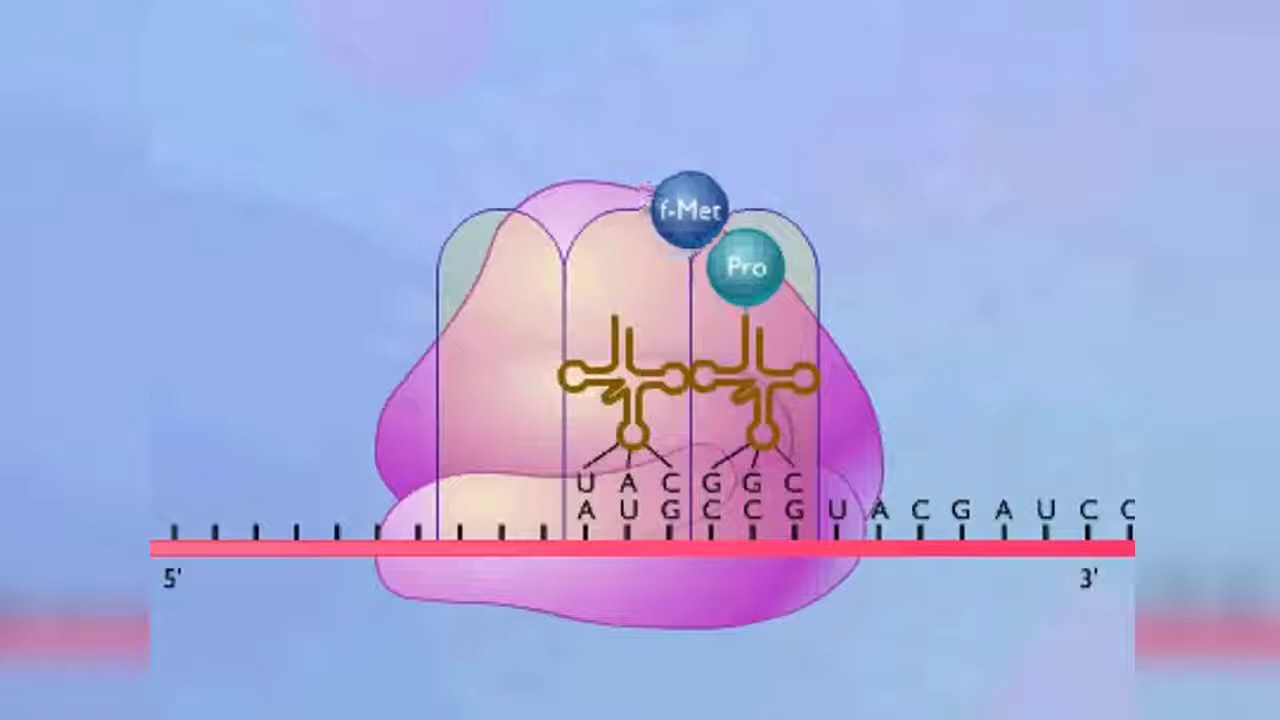 f-Met
Pro
U A C G G C
A U G C C G U A C G A U C C
5' 3'